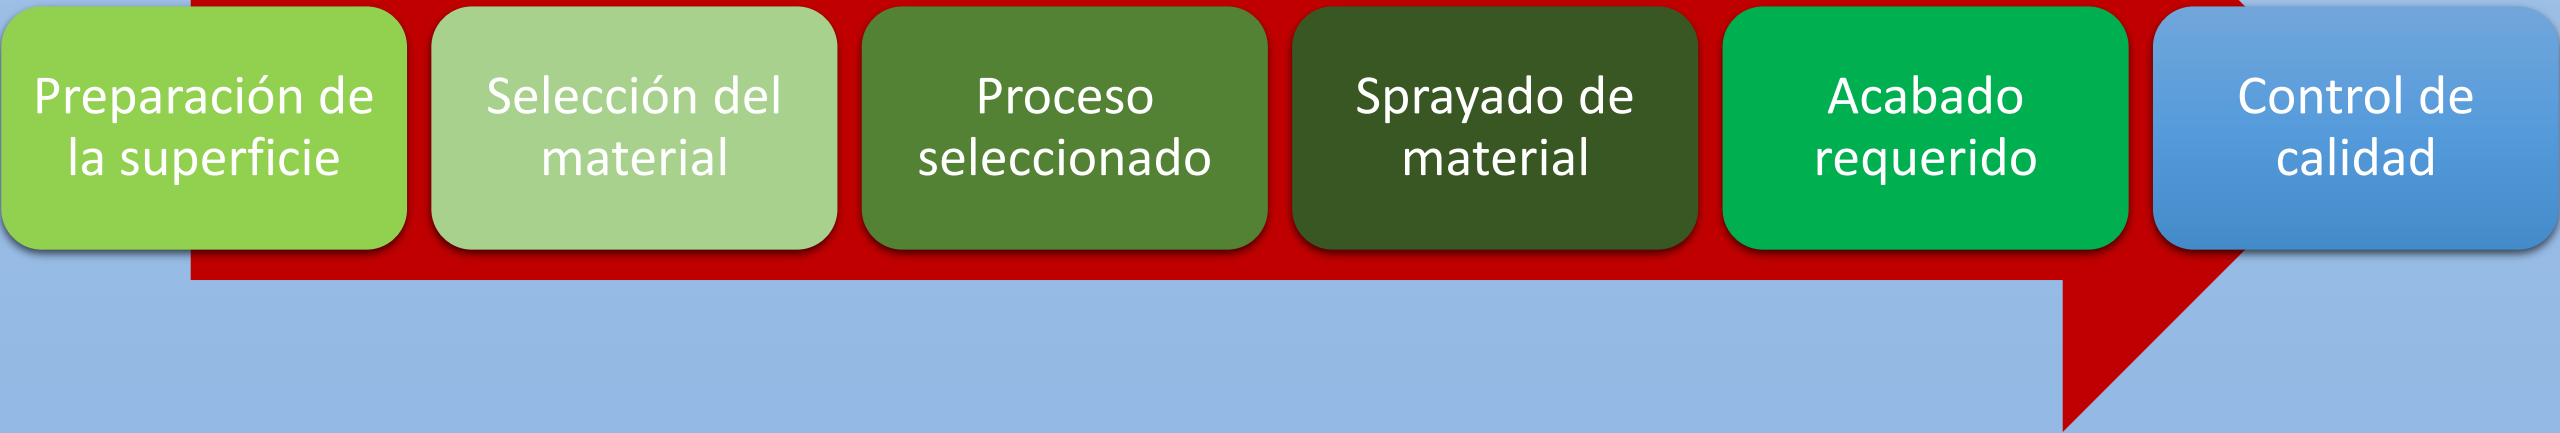 Preparación de
la superficie
Selección del
material
Proceso
seleccionado
Sprayado de
material
Acabado
requerido
Control de
calidad